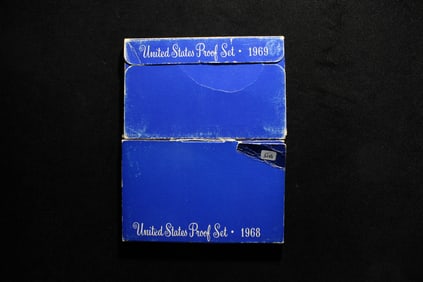 United States Proof Set • 1969
United States Proof Set • 1968